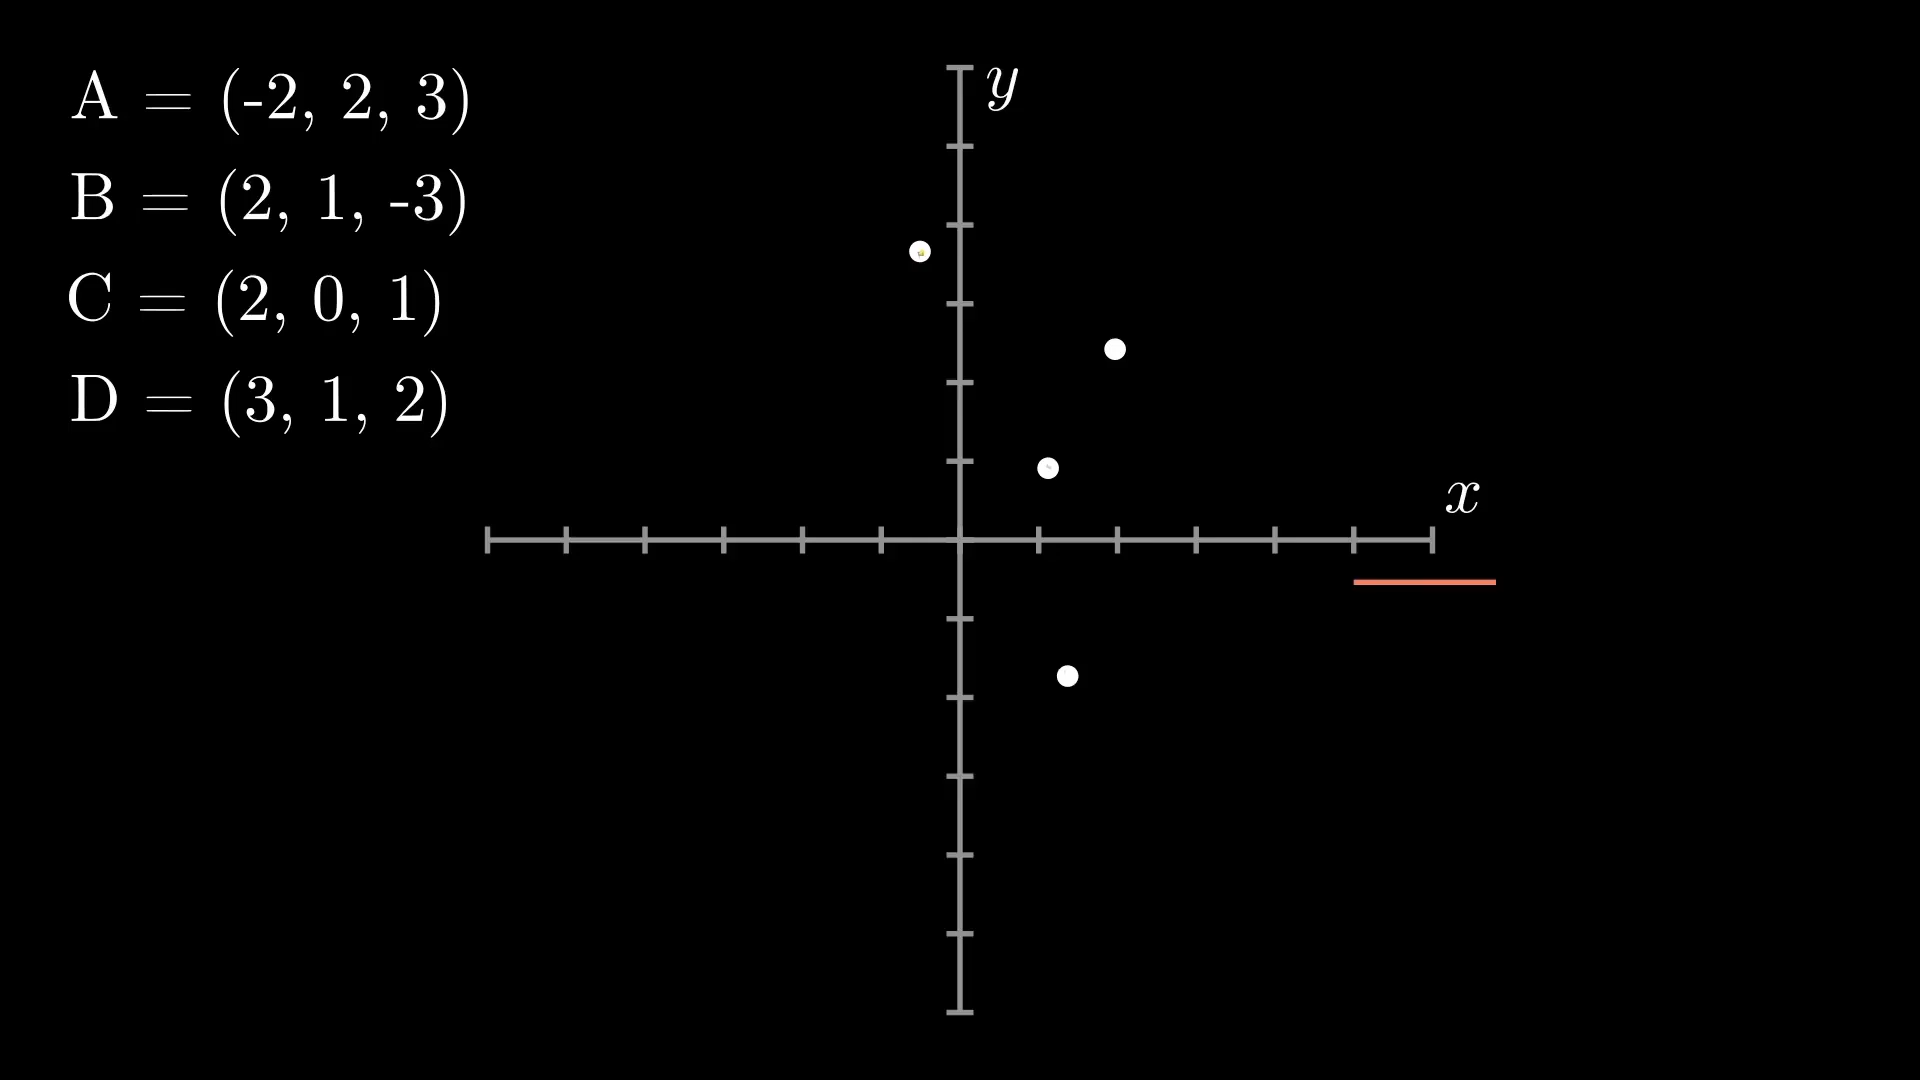 A = (-2, 2, 3)
B = (2, 1, -3)
C = (2, 0, 1)
D = (3, 1, 2)
y
x